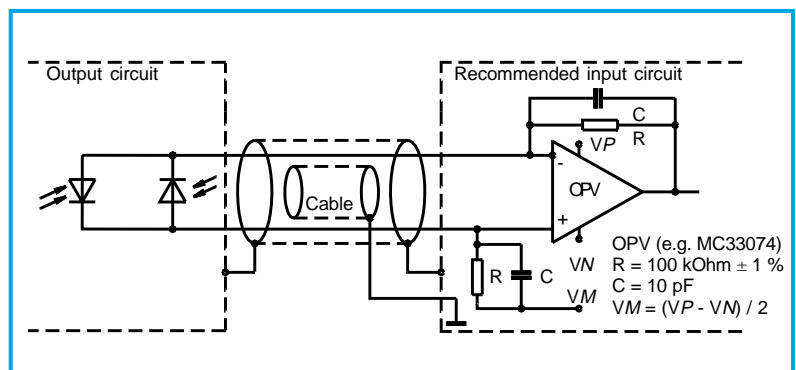 Output circuit
Recommended input circuit
C
R
VP
-
OPV
+
Cable
VN
R
C
VM
OPV (e.g. MC33074)
R = 100 kOhm ± 1 %
C = 10 pF
VM = (VP - VN) / 2